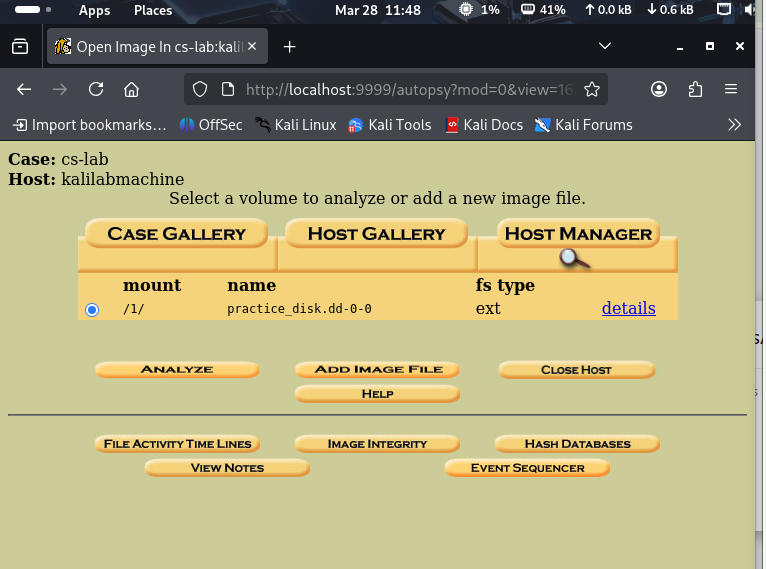 Apps Places Mar 28 11:48 1% 41% 0.0 kB 0.6 kB
Open Image In cs-lab:kali
http://localhost:9999/autopsy?mod=0&view=16
Import bookmarks... OffSec Kali Linux Kali Tools Kali Docs Kali Forums
Case: cs-lab
Host: kalilabmachine
Select a volume to analyze or add a new image file.
CASE GALLERY HOST GALLERY HOST MANAGER
mount name fs type
/1/ practice_disk.dd-0-0 ext details
ANALYZE ADD IMAGE FILE CLOSE HOST
HELP
FILE ACTIVITY TIME LINES IMAGE INTEGRITY HASH DATABASES
VIEW NOTES EVENT SEQUENCER